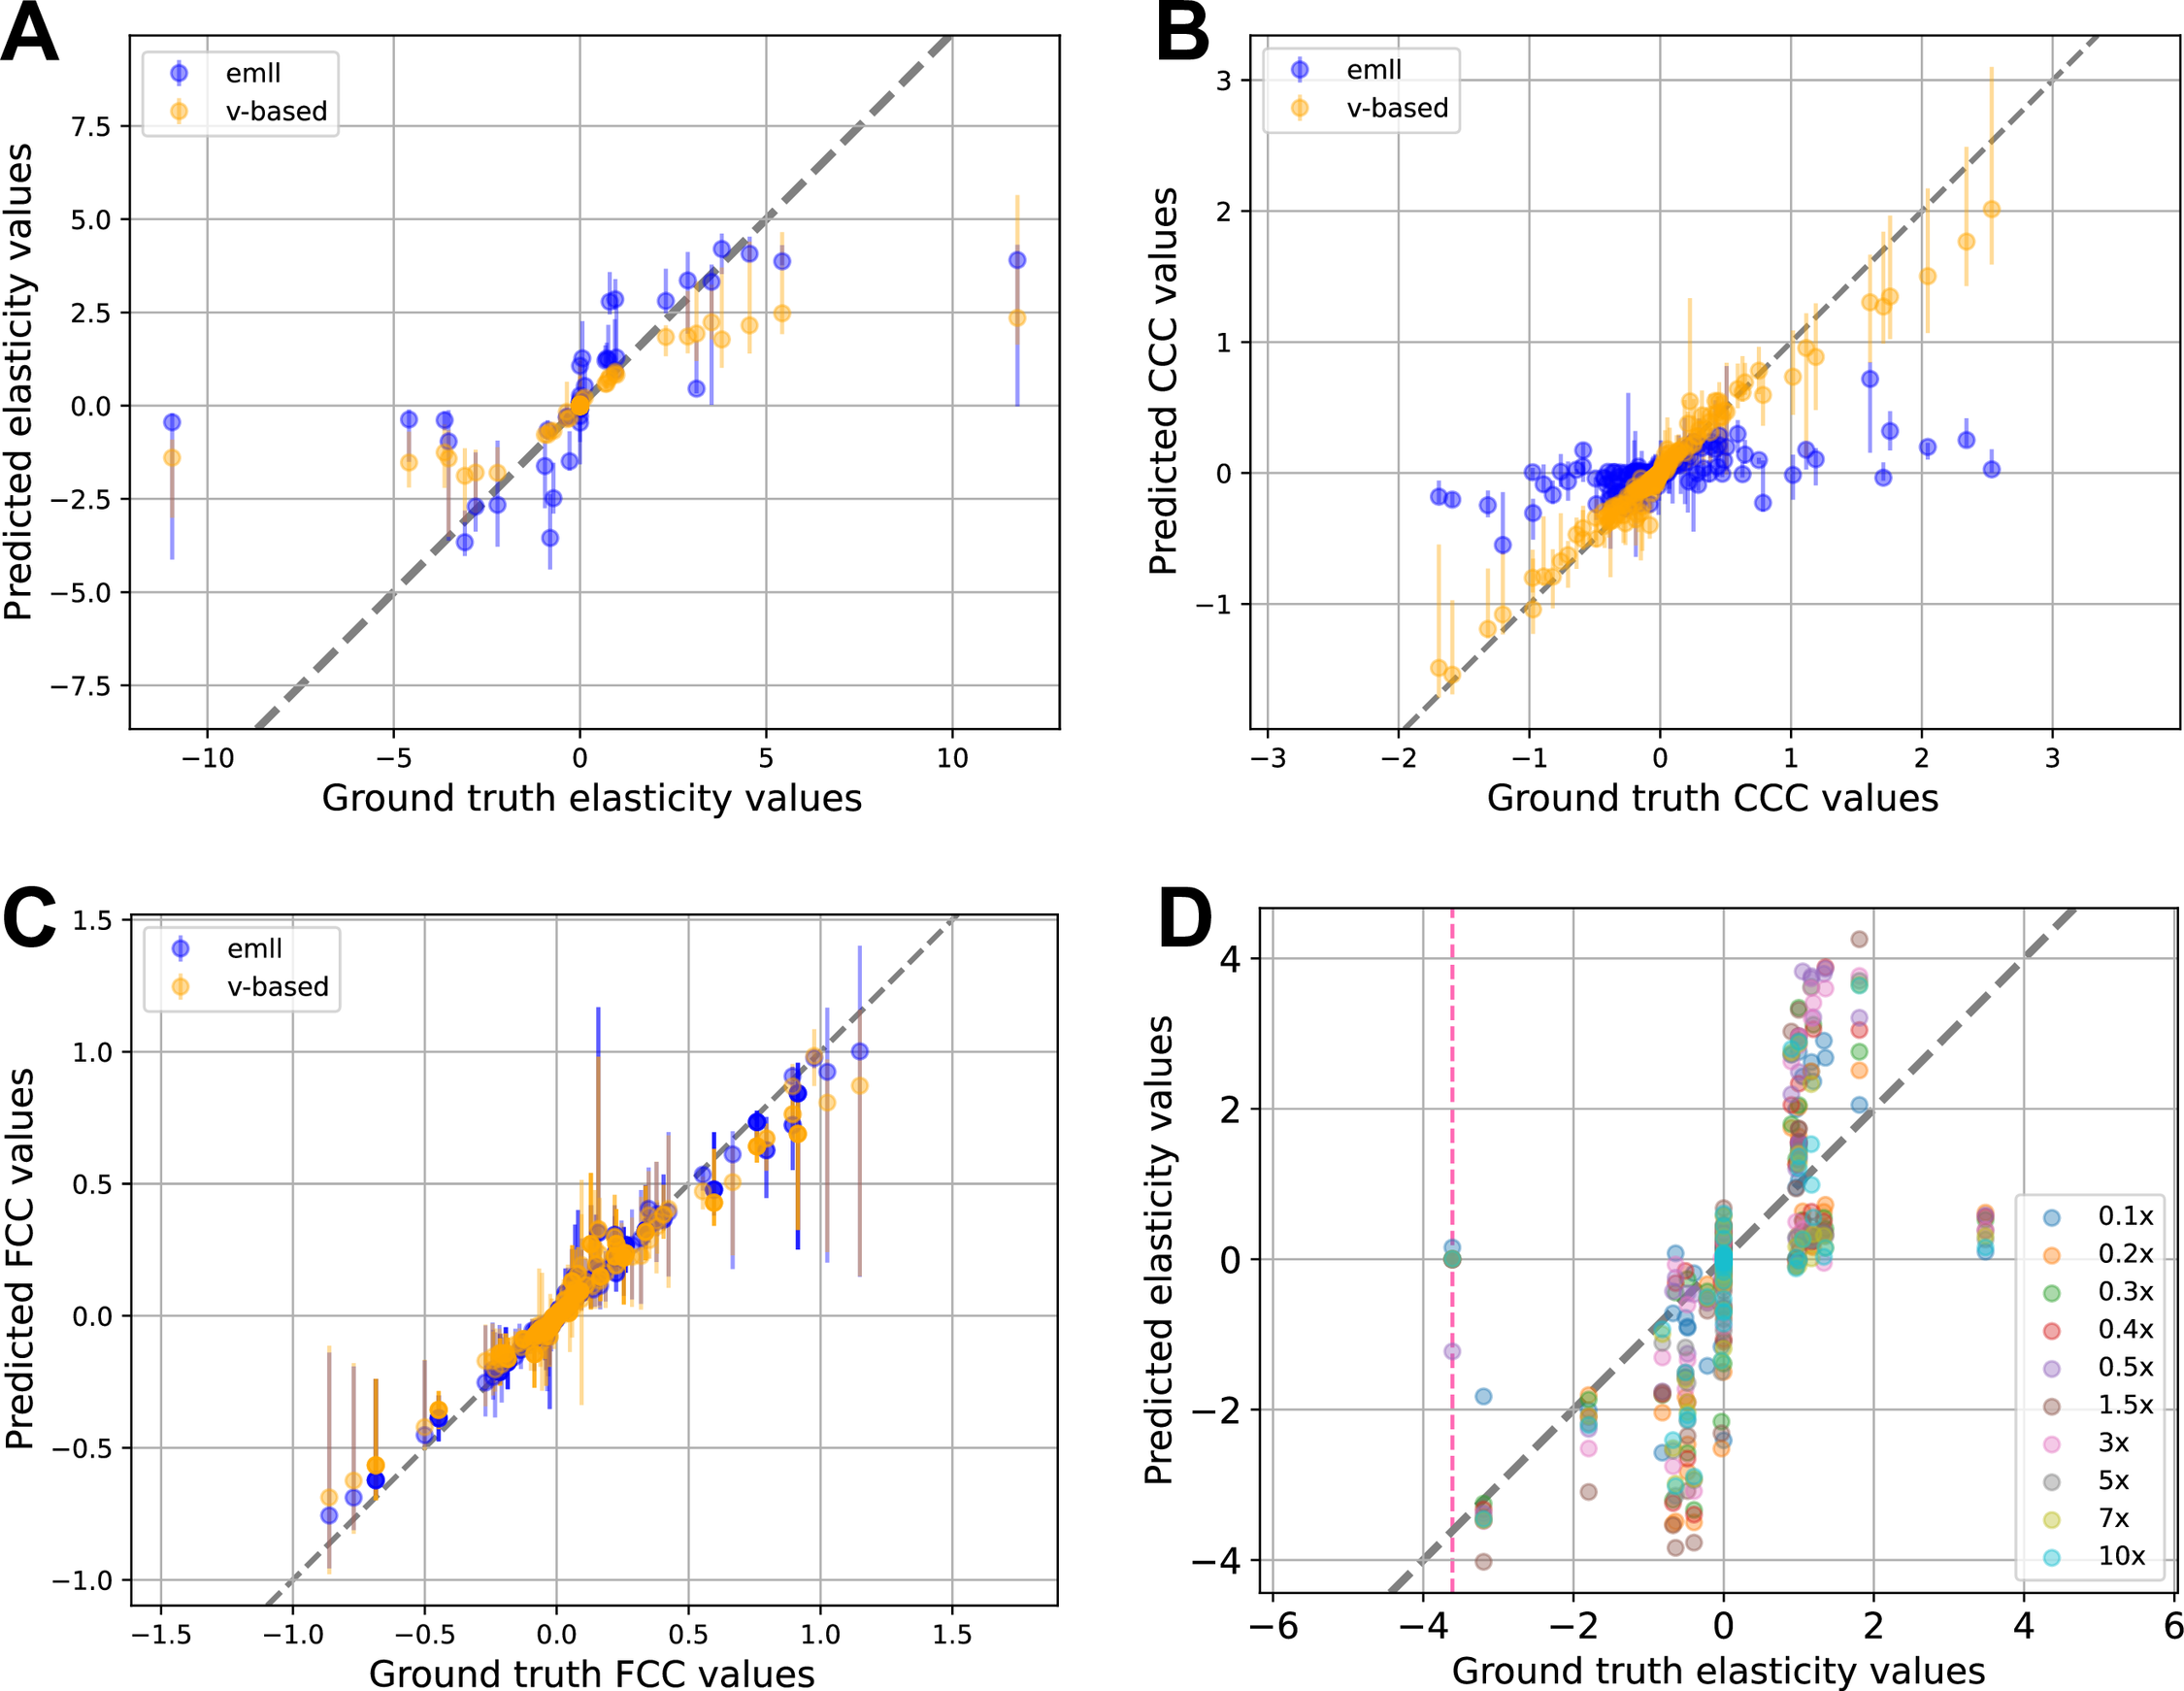 A
emll
v-based
Predicted elasticity values
7.5
5.0
2.5
0.0
−2.5
−5.0
−7.5
−10
−5
0
5
10
Ground truth elasticity values
B
emll
v-based
Predicted CCC values
3
2
1
0
−1
−3
−2
−1
0
1
2
3
Ground truth CCC values
C
emll
v-based
Predicted FCC values
1.5
1.0
0.5
0.0
−0.5
−1.0
−1.5
−1.0
−0.5
0.0
0.5
1.0
1.5
Ground truth FCC values
D
Predicted elasticity values
4
2
0
−2
−4
0.1x
0.2x
0.3x
0.4x
0.5x
1.5x
3x
5x
7x
10x
−6
−4
−2
0
2
4
6
Ground truth elasticity values